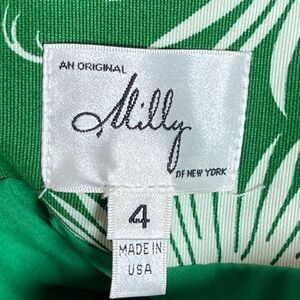 AN ORIGINAL
Milly
OF NEW YORK
4
MADE IN
USA